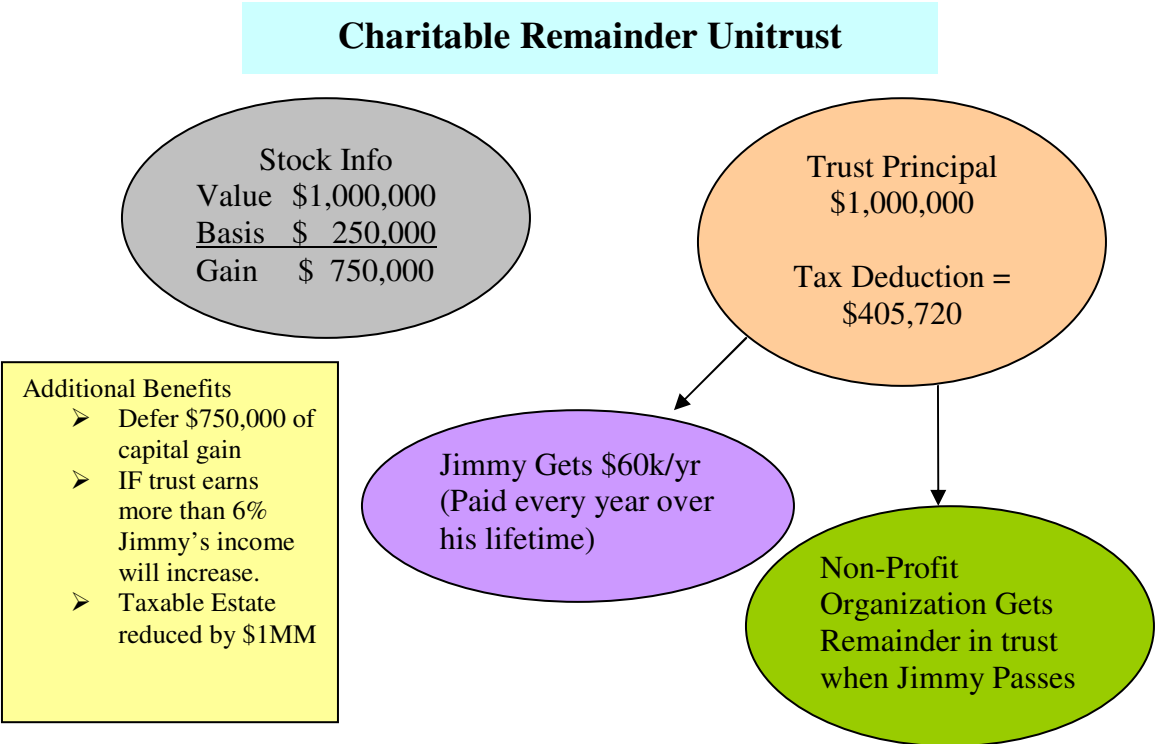 Charitable Remainder Unitrust
Stock Info
Value $1,000,000
Basis $ 250,000
Gain $ 750,000
Trust Principal
$1,000,000
Tax Deduction =
$405,720
Additional Benefits
➢ Defer $750,000 of
capital gain
➢ IF trust earns
more than 6%
Jimmy's income
will increase.
➢ Taxable Estate
reduced by $1MM
Jimmy Gets $60k/yr
(Paid every year over
his lifetime)
Non-Profit
Organization Gets
Remainder in trust
when Jimmy Passes